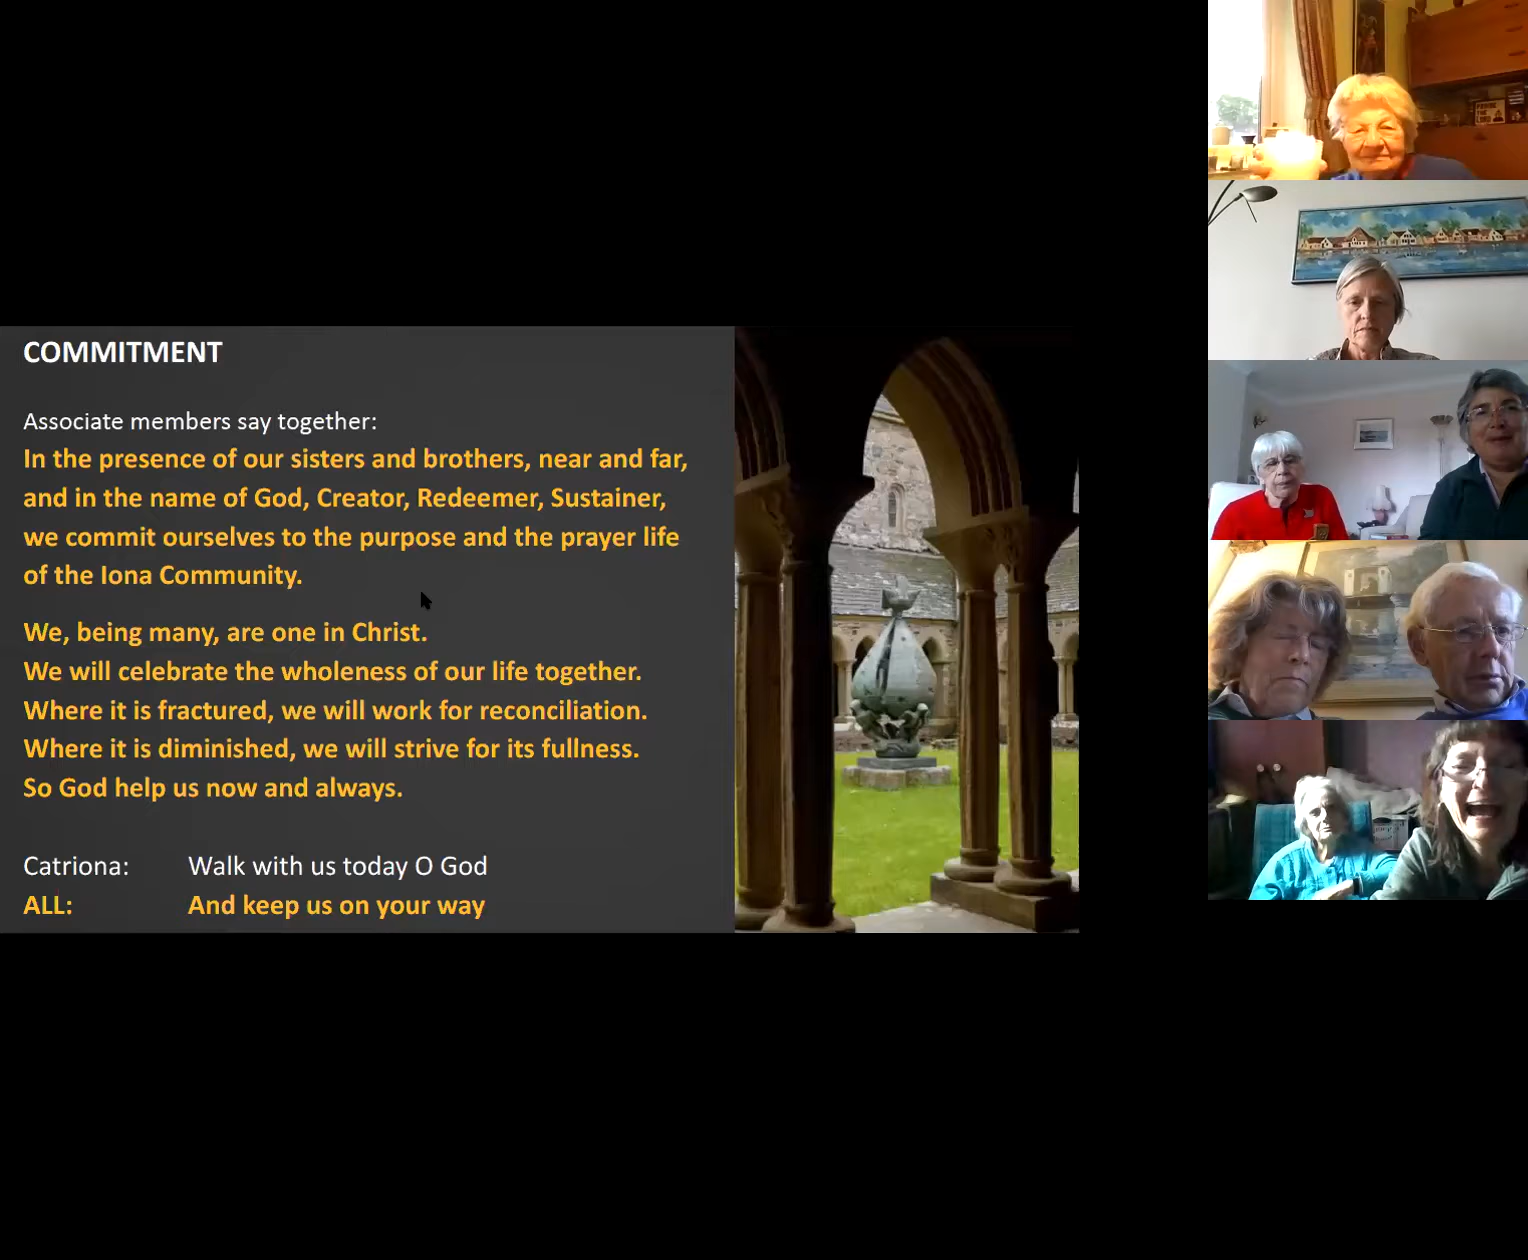 COMMITMENT
Associate members say together:
In the presence of our sisters and brothers, near and far,
and in the name of God, Creator, Redeemer, Sustainer,
we commit ourselves to the purpose and the prayer life
of the Iona Community.
We, being many, are one in Christ.
We will celebrate the wholeness of our life together.
Where it is fractured, we will work for reconciliation.
Where it is diminished, we will strive for its fullness.
So God help us now and always.
Catriona: Walk with us today O God
ALL: And keep us on your way